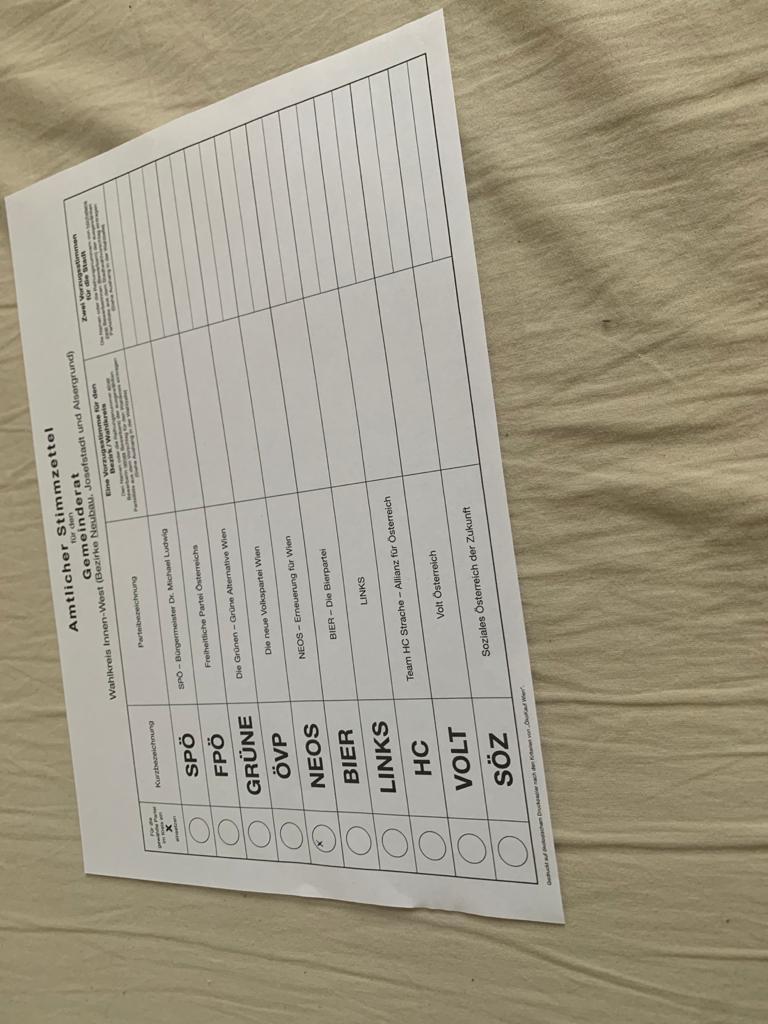 Amtlicher Stimmzettel
für den
Gemeinderat
Wahlkreis Innen-West (Bezirke Neubau, Josefstadt und Alsergrund)
Für die
gewählte Partei
im Kreis ein
X
einsetzen
Kurzbezeichnung
Parteibezeichnung
Eine Vorzugsstimme für den
Bezirk/Wahlkreis
Zwei Vorzugsstimmen
für die Stadt
SPÖ SPÖ – Bürgermeister Dr. Michael Ludwig
FPÖ Freiheitliche Partei Österreichs
GRÜNE Die Grünen – Grüne Alternative Wien
ÖVP Die neue Volkspartei Wien
x NEOS NEOS – Erneuerung für Wien
BIER BIER – Die Bierpartei
LINKS LINKS
HC Team HC Strache – Allianz für Österreich
VOLT Volt Österreich
SÖZ Soziales Österreich der Zukunft
Gedruckt auf ökologischem Druckpapier nach den Kriterien von „ÖkoKauf Wien“.